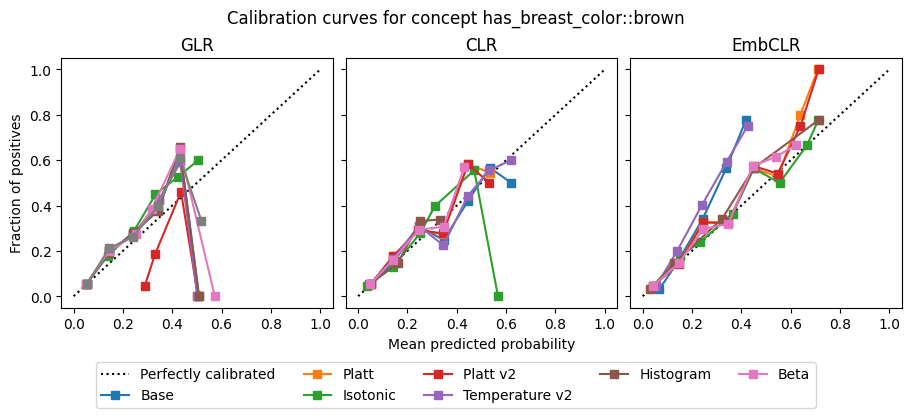 Calibration curves for concept has_breast_color::brown
GLR
CLR
EmbCLR
Fraction of positives
1.0
0.8
0.6
0.4
0.2
0.0
0.0 0.2 0.4 0.6 0.8 1.0
0.0 0.2 0.4 0.6 0.8 1.0
0.0 0.2 0.4 0.6 0.8 1.0
Mean predicted probability
Perfectly calibrated Platt Platt v2 Histogram Beta
Base Isotonic Temperature v2